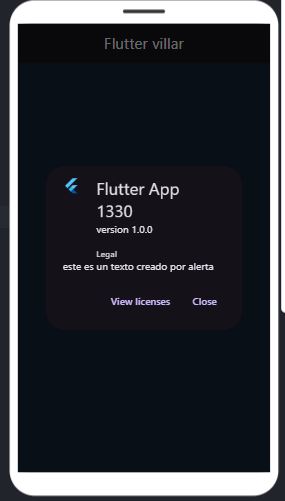 Flutter villar
Flutter App
1330
version 1.0.0
Legal
este es un texto creado por alerta
View licenses
Close